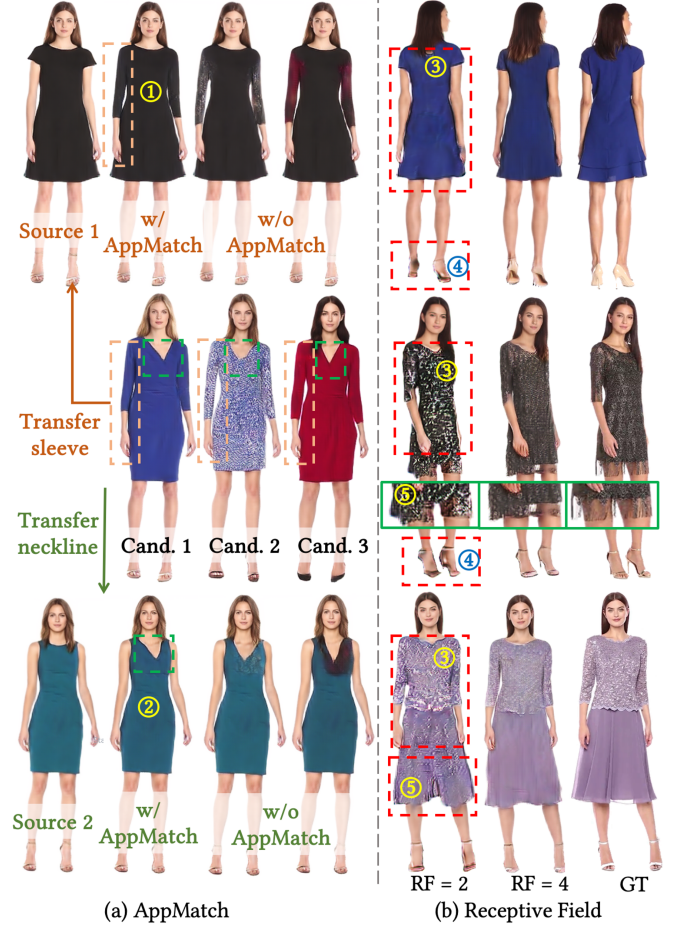 ①
③
Source 1
w/
AppMatch
w/o
AppMatch
④
③
Transfer
sleeve
Transfer
neckline
Cand. 1
Cand. 2
Cand. 3
⑤
④
③
②
⑤
Source 2
w/
AppMatch
w/o
AppMatch
RF = 2
RF = 4
GT
(a) AppMatch
(b) Receptive Field